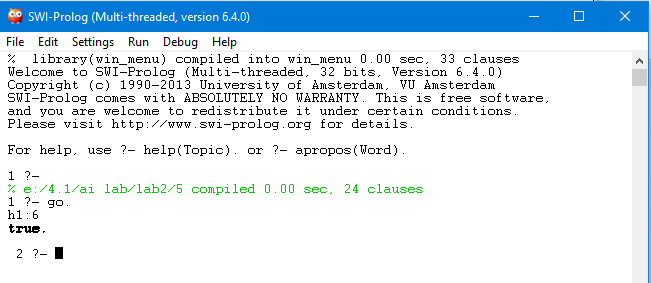 SWI-Prolog (Multi-threaded, version 6.4.0)
File Edit Settings Run Debug Help
% library(win_menu) compiled into win_menu 0.00 sec, 33 clauses
Welcome to SWI-Prolog (Multi-threaded, 32 bits, Version 6.4.0)
Copyright (c) 1990-2013 University of Amsterdam, VU Amsterdam
SWI-Prolog comes with ABSOLUTELY NO WARRANTY. This is free software,
and you are welcome to redistribute it under certain conditions.
Please visit http://www.swi-prolog.org for details.
For help, use ?- help(Topic). or ?- apropos(Word).
1 ?-
% e:/4.1/ai lab/lab2/5 compiled 0.00 sec, 24 clauses
1 ?- go.
h1:6
true.
2 ?-